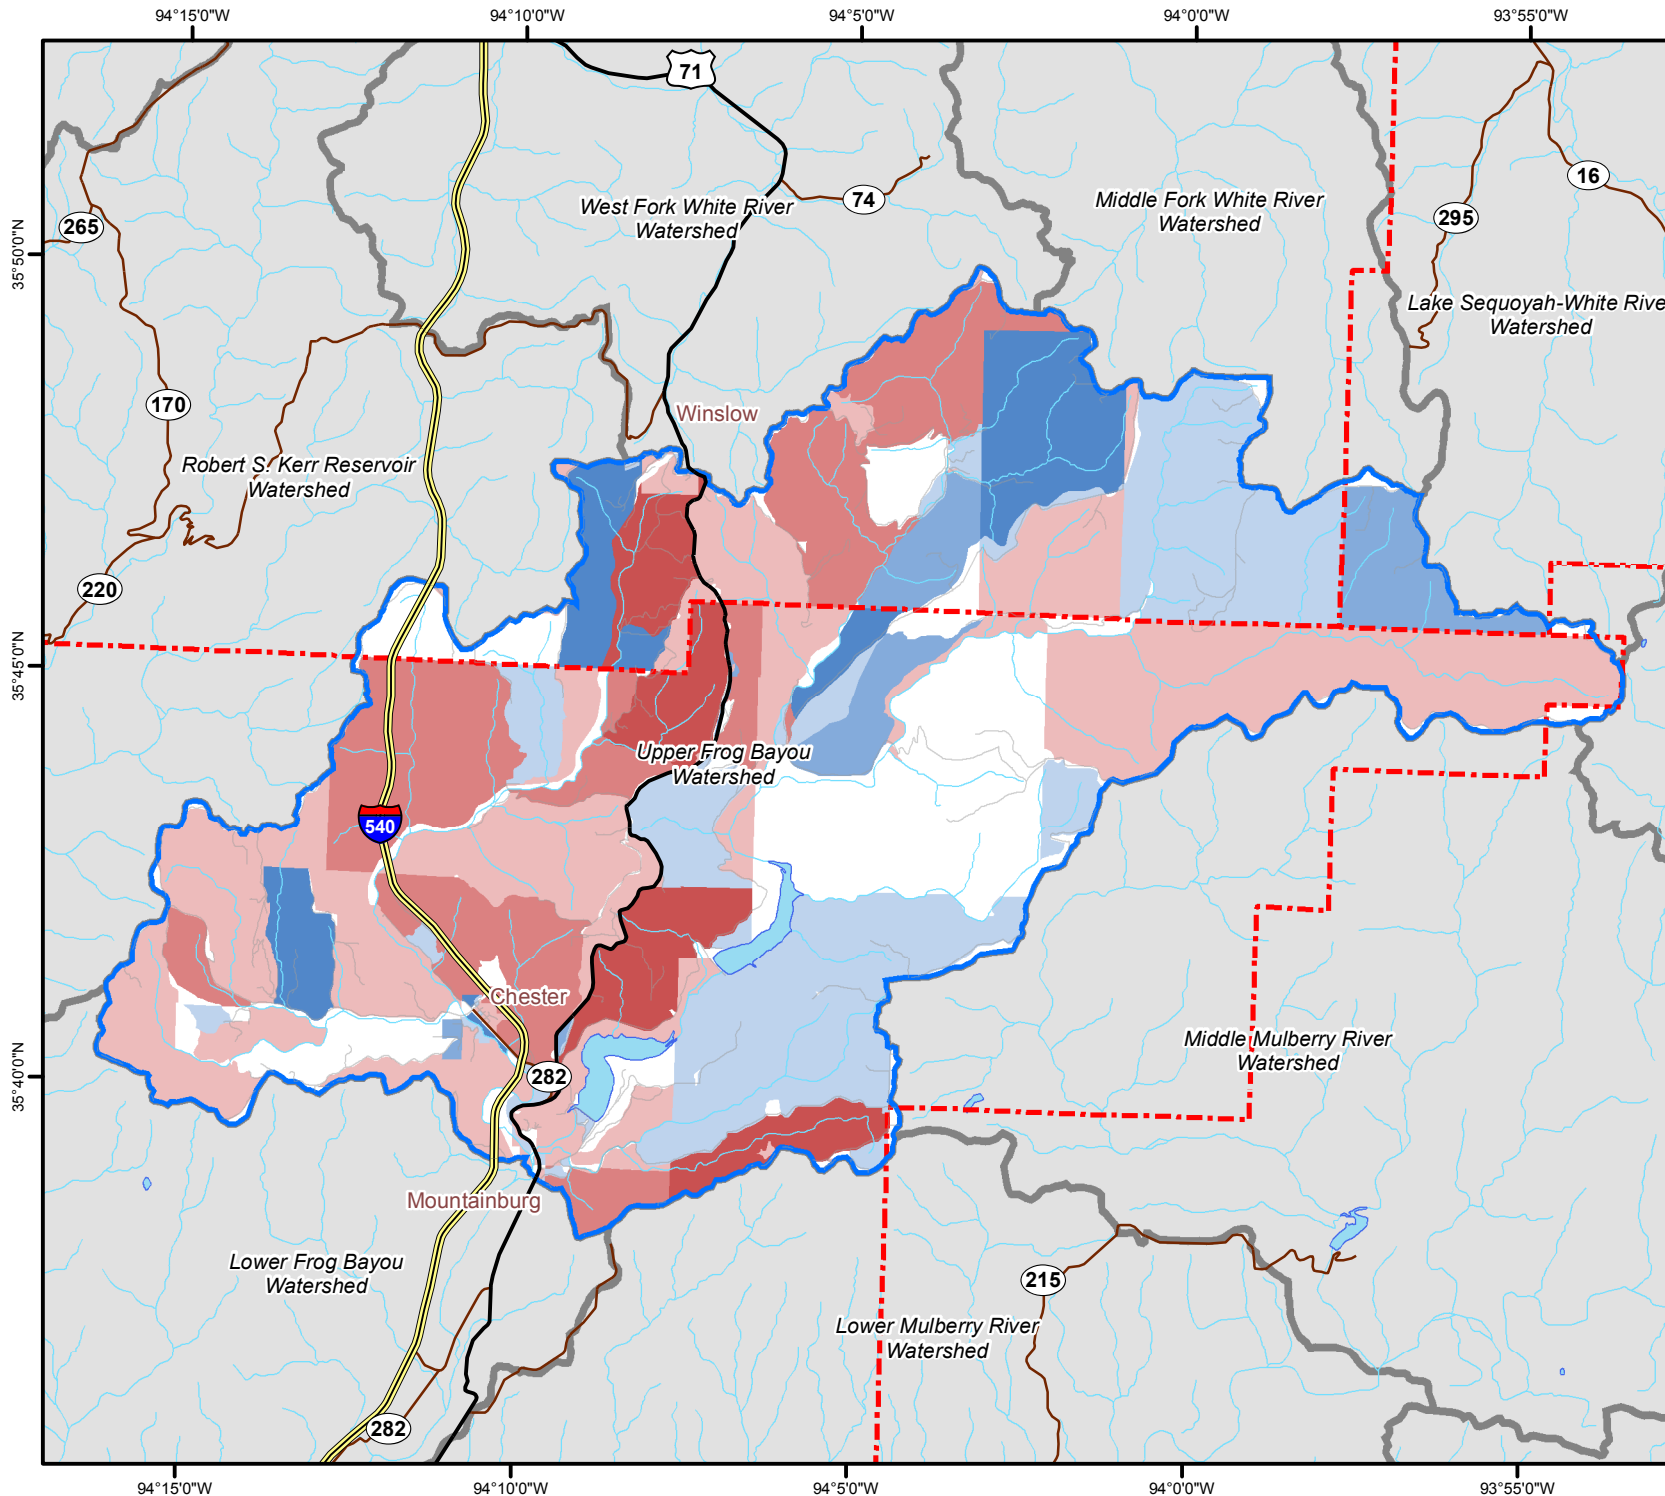 94°15'0"W
94°10'0"W
94°5'0"W
94°0'0"W
93°55'0"W
71
74
16
West Fork White River
Watershed
Middle Fork White River
Watershed
295
265
35°50'0"N
Lake Sequoyah-White Rive
Watershed
170
Winslow
Robert S. Kerr Reservoir
Watershed
220
35°45'0"N
Upper Frog Bayou
Watershed
540
Chester
Middle Mulberry River
Watershed
35°40'0"N
282
Mountainburg
Lower Frog Bayou
Watershed
215
Lower Mulberry River
Watershed
282
94°15'0"W
94°10'0"W
94°5'0"W
94°0'0"W
93°55'0"W